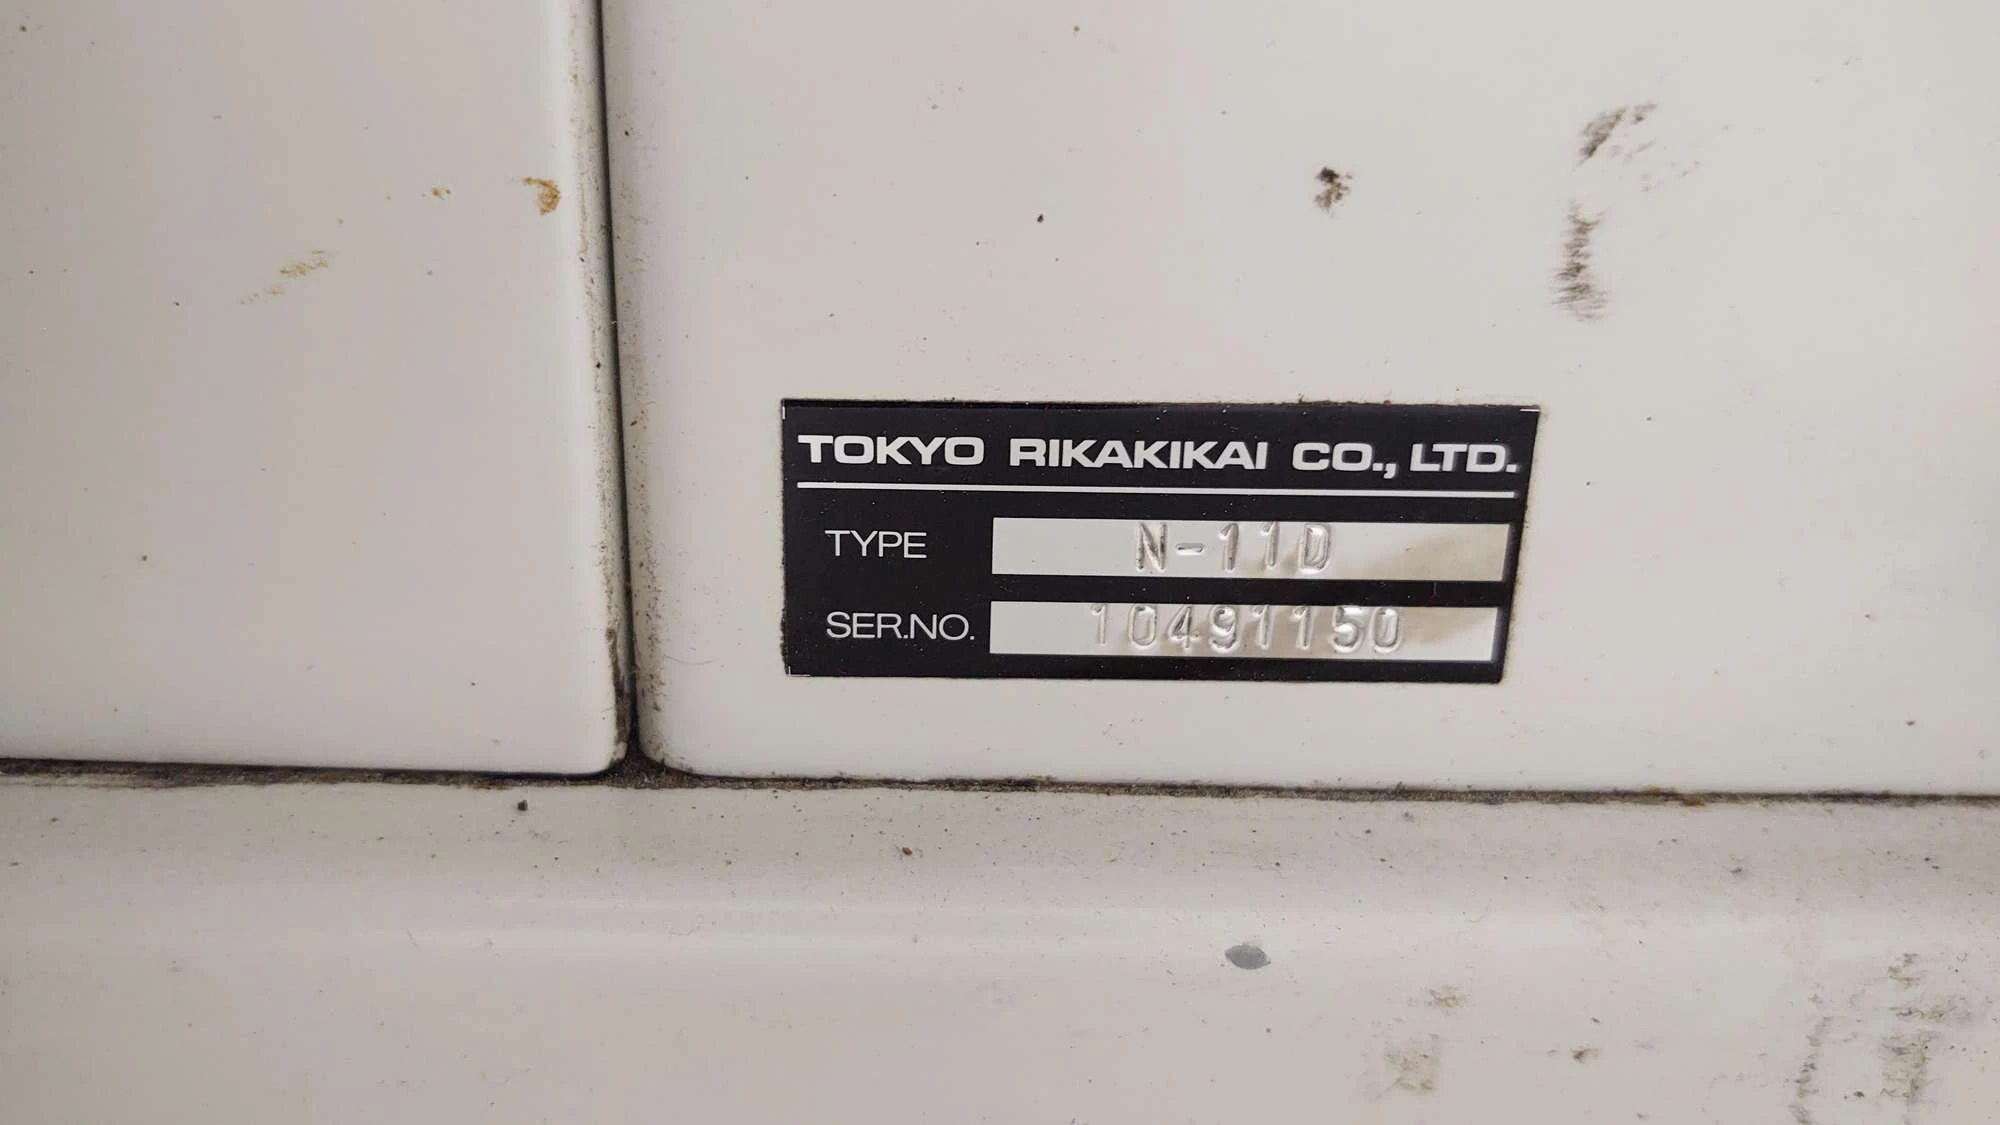 TOKYO RIKAKIKAI CO., LTD.
TYPE N-11D
SER.NO. 10491150